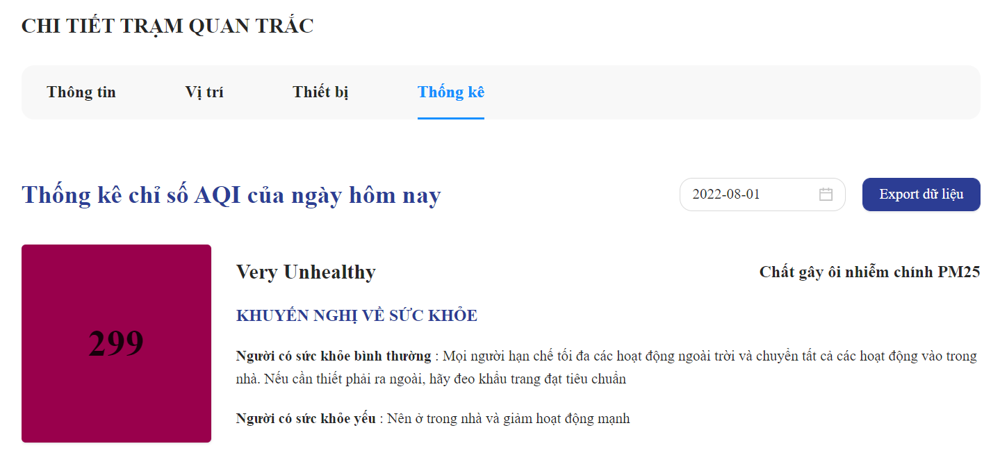 CHI TIẾT TRẠM QUAN TRẮC
Thông tin Vị trí Thiết bị Thống kê
Thống kê chỉ số AQI của ngày hôm nay
2022-08-01
Export dữ liệu
299
Very Unhealthy
Chất gây ôi nhiễm chính PM25
KHUYẾN NGHỊ VỀ SỨC KHỎE
Người có sức khỏe bình thường : Mọi người hạn chế tối đa các hoạt động ngoài trời và chuyển tất cả các hoạt động vào trong
nhà. Nếu cần thiết phải ra ngoài, hãy đeo khẩu trang đạt tiêu chuẩn
Người có sức khỏe yếu : Nên ở trong nhà và giảm hoạt động mạnh